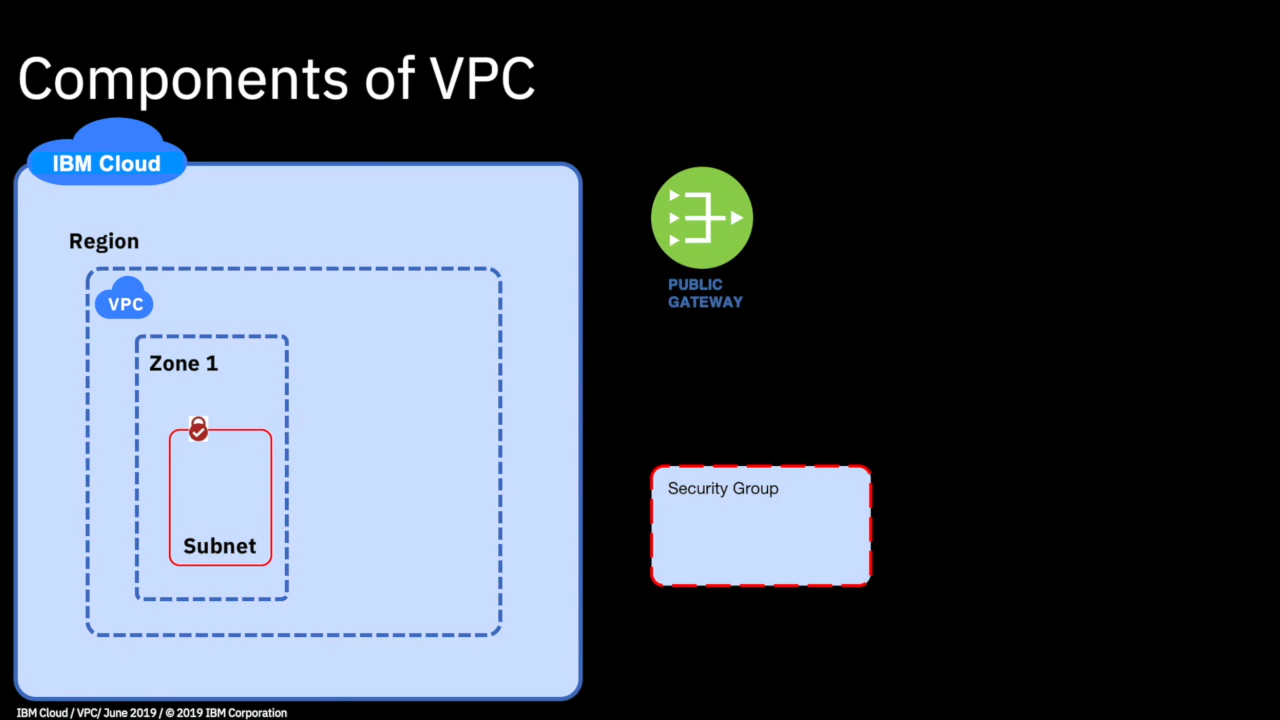 Components of VPC
IBM Cloud
Region
VPC
Zone 1
Subnet
PUBLIC
GATEWAY
Security Group
IBM Cloud / VPC/ June 2019 / © 2019 IBM Corporation